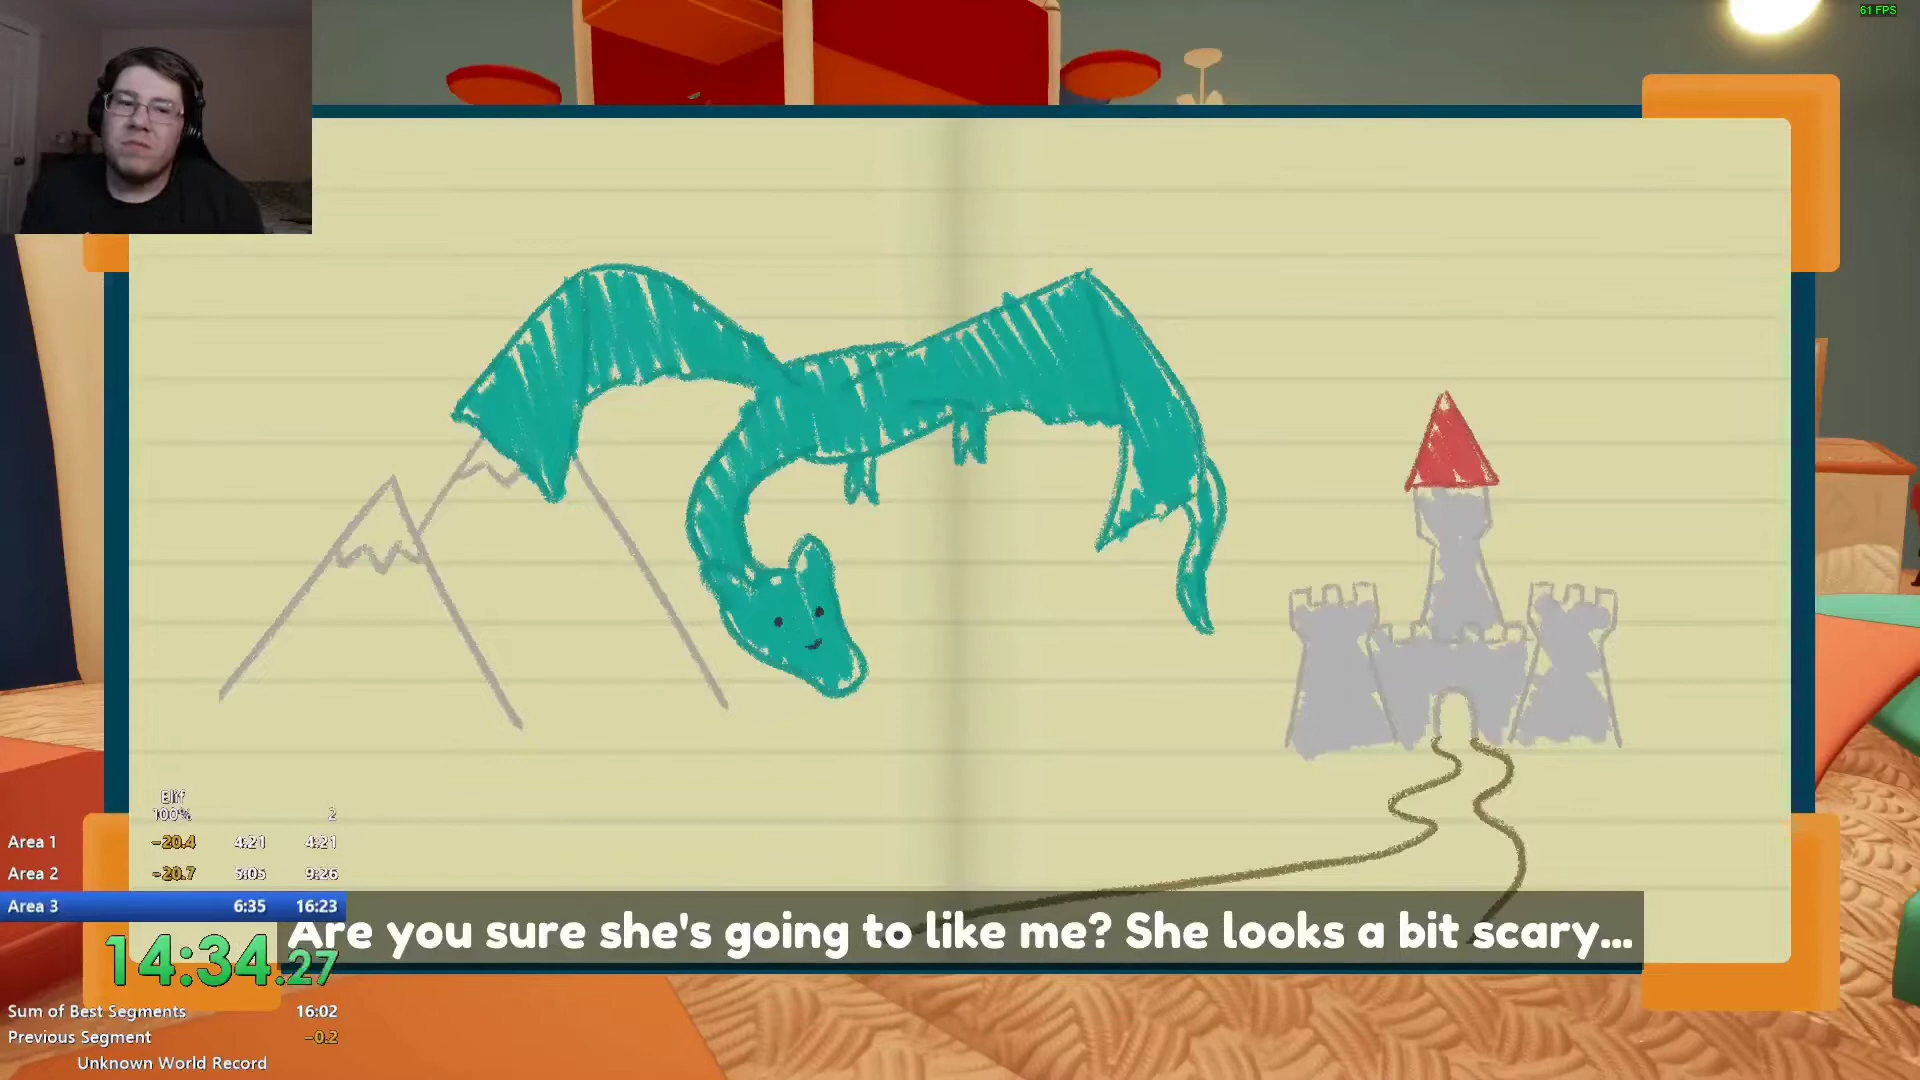 61 FPS
Elif
100% 2
Area 1 -20.4 4:21 4:21
Area 2 -20.7 5:05 9:26
Area 3 6:35 16:23
Are you sure she's going to like me? She looks a bit scary...
14:34.27
Sum of Best Segments 16:02
Previous Segment -0.2
Unknown World Record